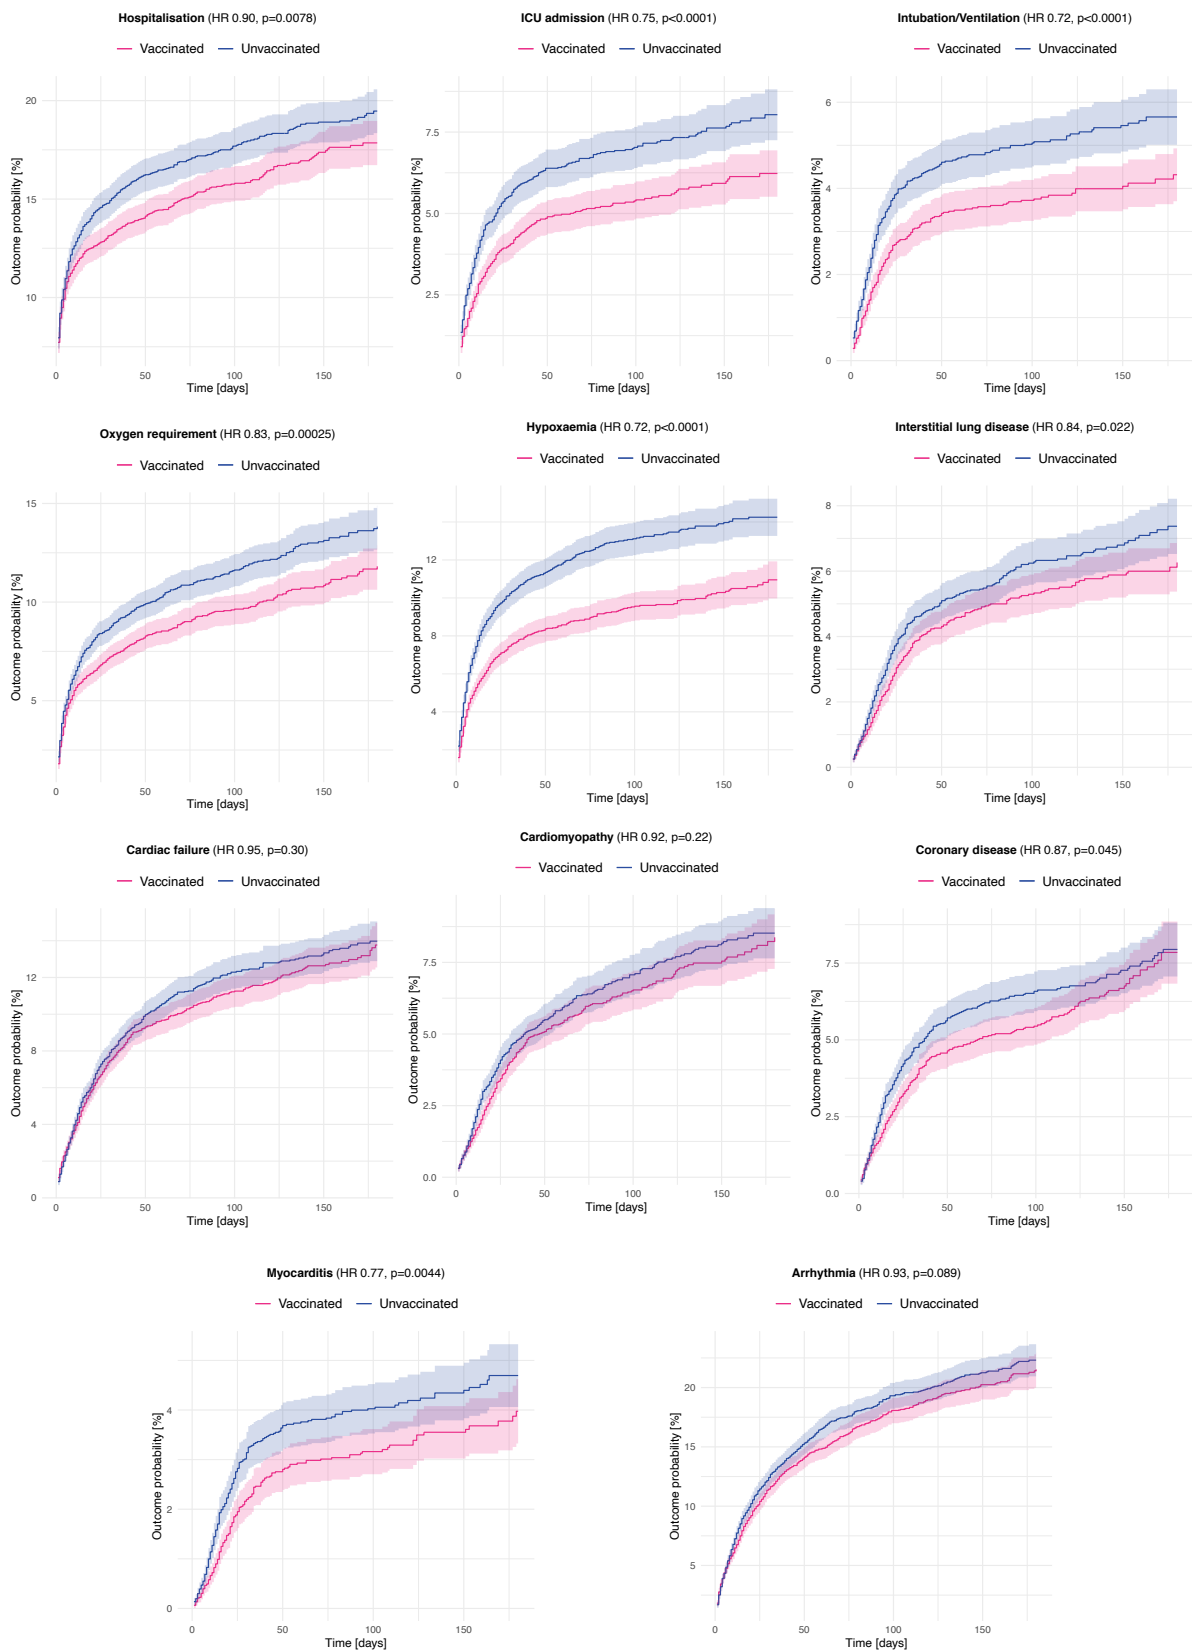 Hospitalisation (HR 0.90, p=0.0078)
Vaccinated Unvaccinated
Outcome probability [%]
20
15
10
0 50 100 150
Time [days]
ICU admission (HR 0.75, p<0.0001)
Vaccinated Unvaccinated
Outcome probability [%]
7.5
5.0
2.5
0 50 100 150
Time [days]
Intubation/Ventilation (HR 0.72, p<0.0001)
Vaccinated Unvaccinated
Outcome probability [%]
6
4
2
0
0 50 100 150
Time [days]
Oxygen requirement (HR 0.83, p=0.00025)
Vaccinated Unvaccinated
Outcome probability [%]
15
10
5
0 50 100 150
Time [days]
Hypoxaemia (HR 0.72, p<0.0001)
Vaccinated Unvaccinated
Outcome probability [%]
12
8
4
0 50 100 150
Time [days]
Interstitial lung disease (HR 0.84, p=0.022)
Vaccinated Unvaccinated
Outcome probability [%]
8
6
4
2
0
0 50 100 150
Time [days]
Cardiac failure (HR 0.95, p=0.30)
Vaccinated Unvaccinated
Outcome probability [%]
12
8
4
0
0 50 100 150
Time [days]
Cardiomyopathy (HR 0.92, p=0.22)
Vaccinated Unvaccinated
Outcome probability [%]
7.5
5.0
2.5
0.0
0 50 100 150
Time [days]
Coronary disease (HR 0.87, p=0.045)
Vaccinated Unvaccinated
Outcome probability [%]
7.5
5.0
2.5
0.0
0 50 100 150
Time [days]
Myocarditis (HR 0.77, p=0.0044)
Vaccinated Unvaccinated
Outcome probability [%]
4
2
0
0 50 100 150
Time [days]
Arrhythmia (HR 0.93, p=0.089)
Vaccinated Unvaccinated
Outcome probability [%]
20
15
10
5
0 50 100 150
Time [days]